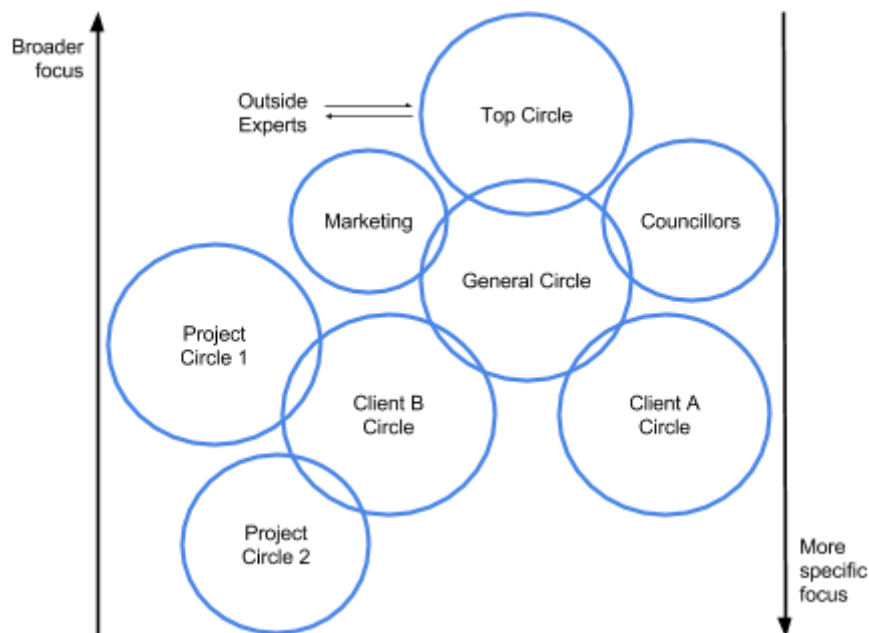 Broader
focus
Outside
Experts
Top Circle
Marketing
Councillors
General Circle
Project
Circle 1
Client B
Circle
Client A
Circle
Project
Circle 2
More
specific
focus